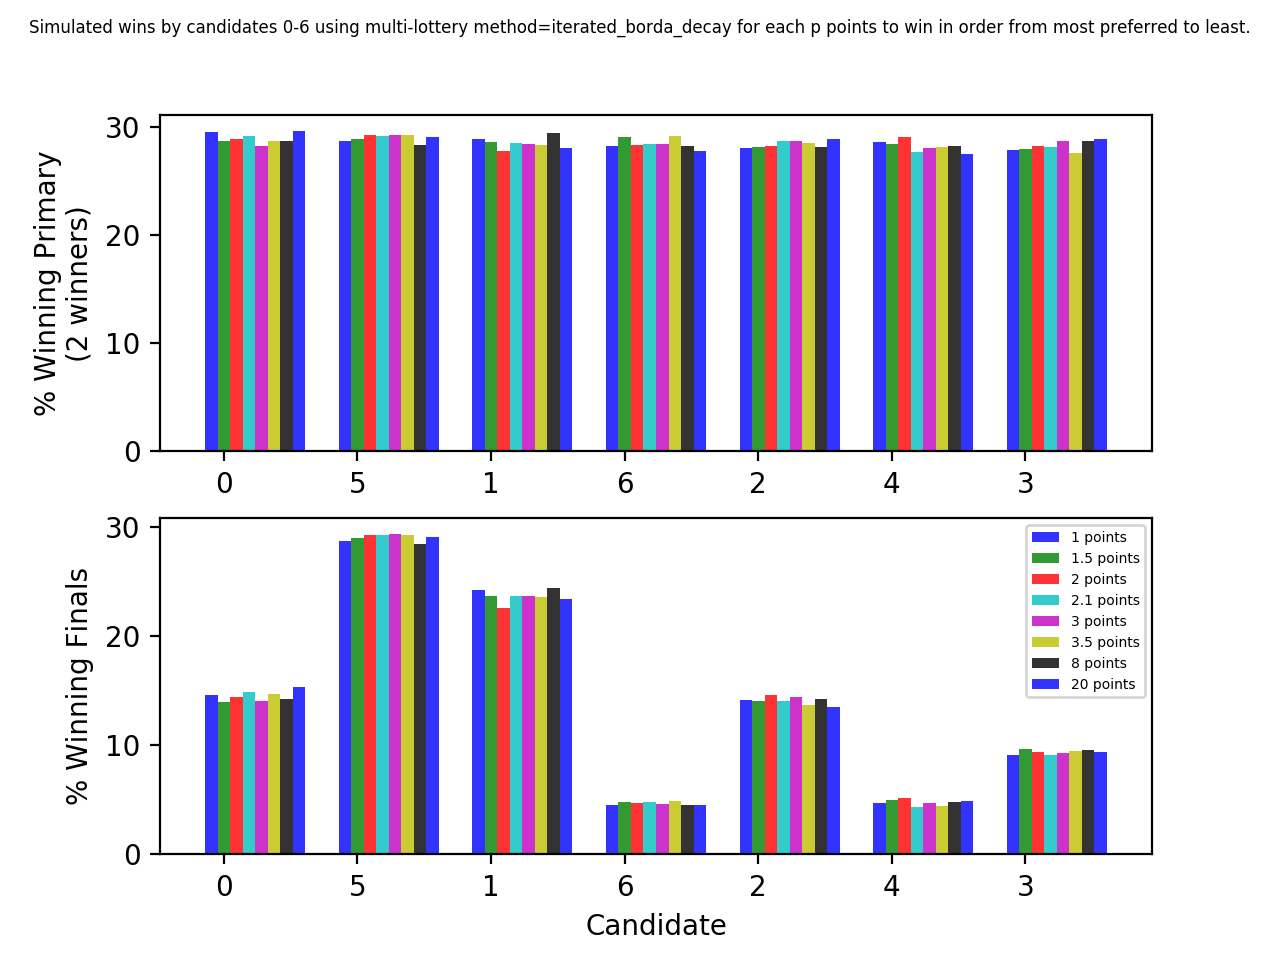 Simulated wins by candidates 0-6 using multi-lottery method=iterated_borda_decay for each p points to win in order from most preferred to least.
% Winning Primary
(2 winners)
30
20
10
0
0 5 1 6 2 4 3
% Winning Finals
30
20
10
0
1 points
1.5 points
2 points
2.1 points
3 points
3.5 points
8 points
20 points
0 5 1 6 2 4 3
Candidate